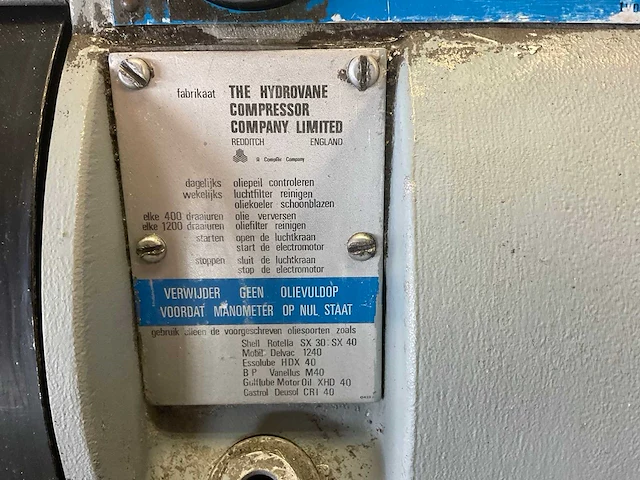 fabrikaat THE HYDROVANE
COMPRESSOR
COMPANY LIMITED
REDDITCH ENGLAND
A CompAir Company
dagelijks oliepeil controleren
wekelijks luchtfilter reinigen
oliekoeler schoonblazen
elke 400 draaiuren olie verversen
elke 1200 draaiuren oliefilter reinigen
starten open de luchtkraan
start de electromotor
stoppen sluit de luchtkraan
stop de electromotor
VERWIJDER GEEN OLIEVULDOP
VOORDAT MANOMETER OP NUL STAAT
gebruik alleen de voorgeschreven oliesoorten zoals
Shell Rotella SX 30: SX 40
Mobil Delvac 1240
Essolube HDX 40
B P Vanellus M40
Gulflube Motor Oil XHD 40
Castrol Deusol CRI 40